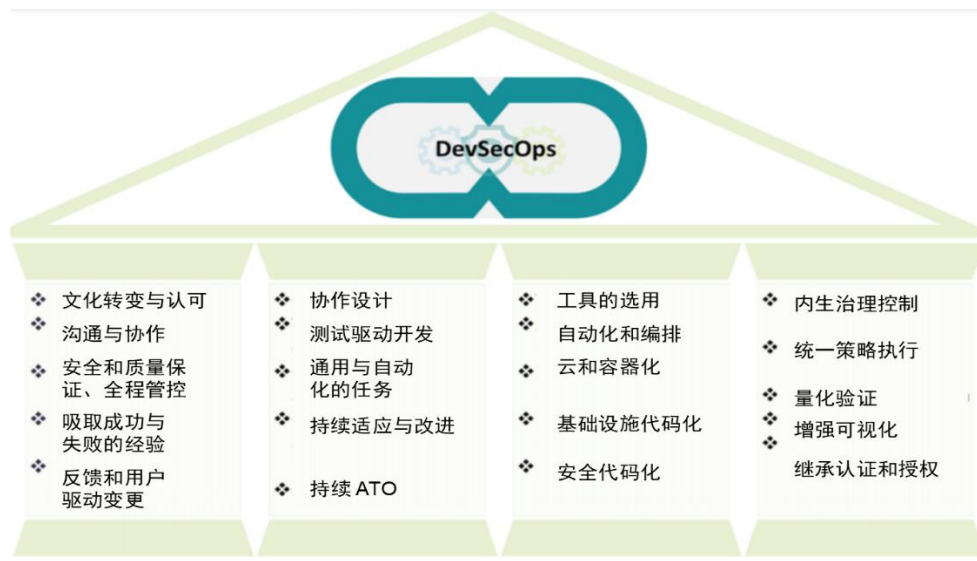 DevSecOps
文化转变与认可
沟通与协作
安全和质量保
证、全程管控
吸取成功与
失败的经验
反馈和用户
驱动变更
协作设计
测试驱动开发
通用与自动
化的任务
持续适应与改进
持续 ATO
工具的选用
自动化和编排
云和容器化
基础设施代码化
安全代码化
内生治理控制
统一策略执行
量化验证
增强可视化
继承认证和授权